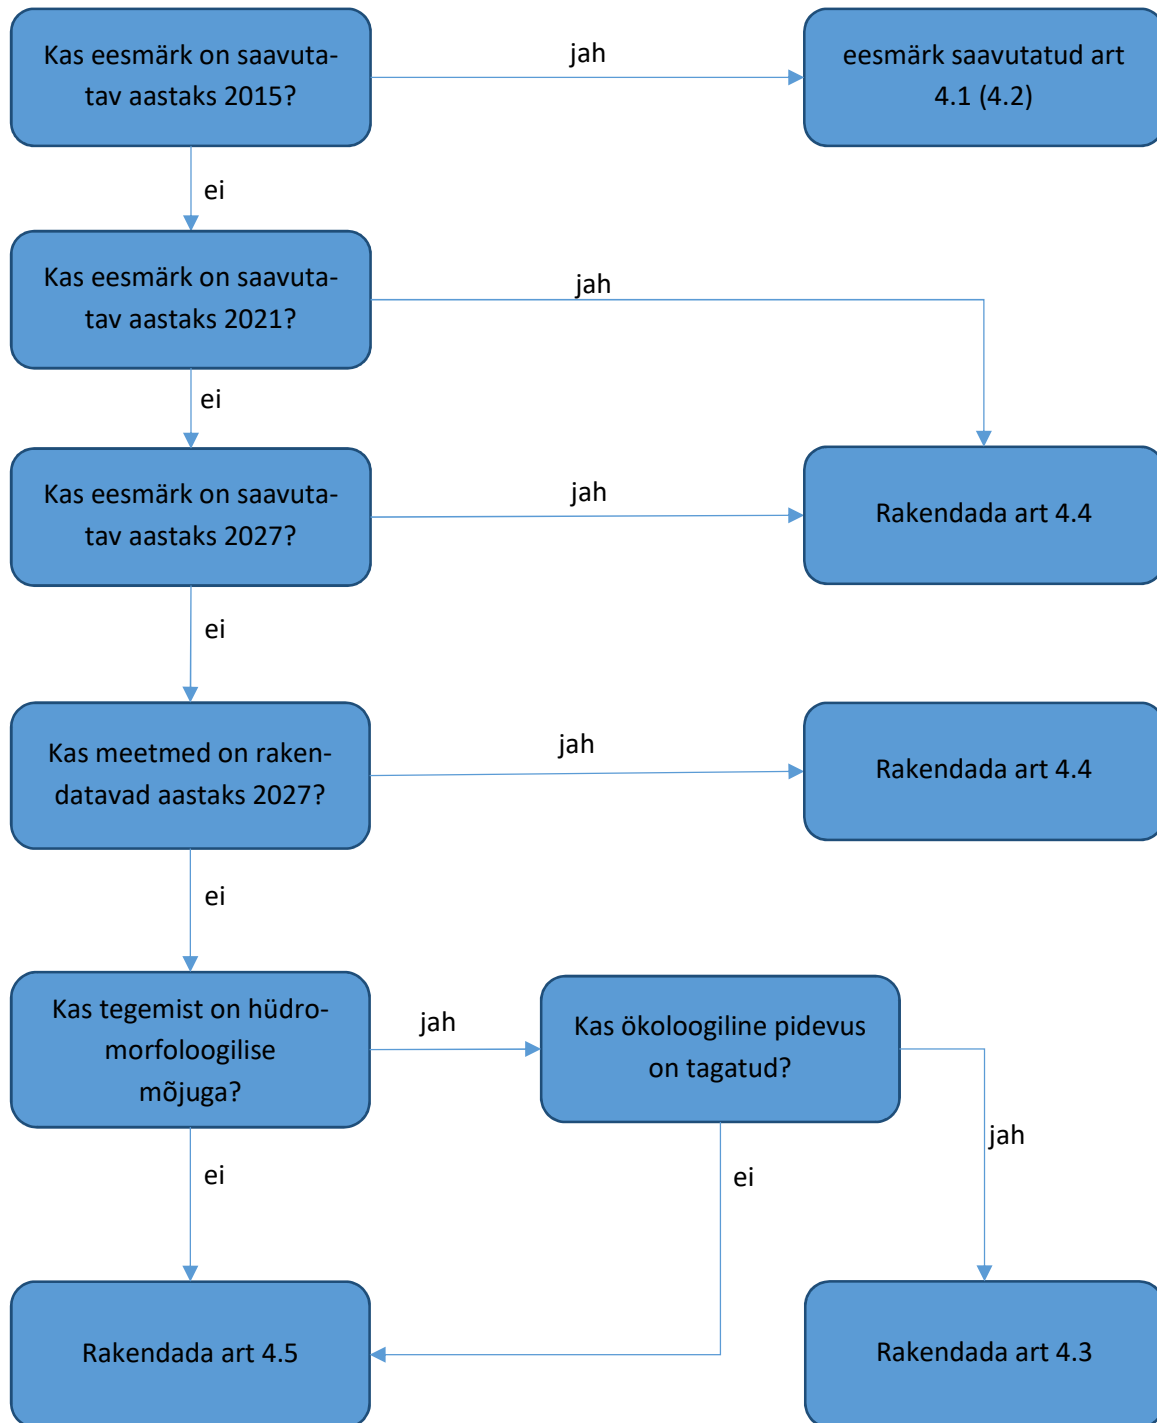 Kas eesmärk on saavuta-
tav aastaks 2015?
jah
eesmärk saavutatud art
4.1 (4.2)
ei
Kas eesmärk on saavuta-
tav aastaks 2021?
jah
ei
Kas eesmärk on saavuta-
tav aastaks 2027?
jah
Rakendada art 4.4
ei
Kas meetmed on raken-
datavad aastaks 2027?
jah
Rakendada art 4.4
ei
Kas tegemist on hüdro-
morfoloogilise
mõjuga?
jah
Kas ökoloogiline pidevus
on tagatud?
jah
ei
ei
Rakendada art 4.5
Rakendada art 4.3